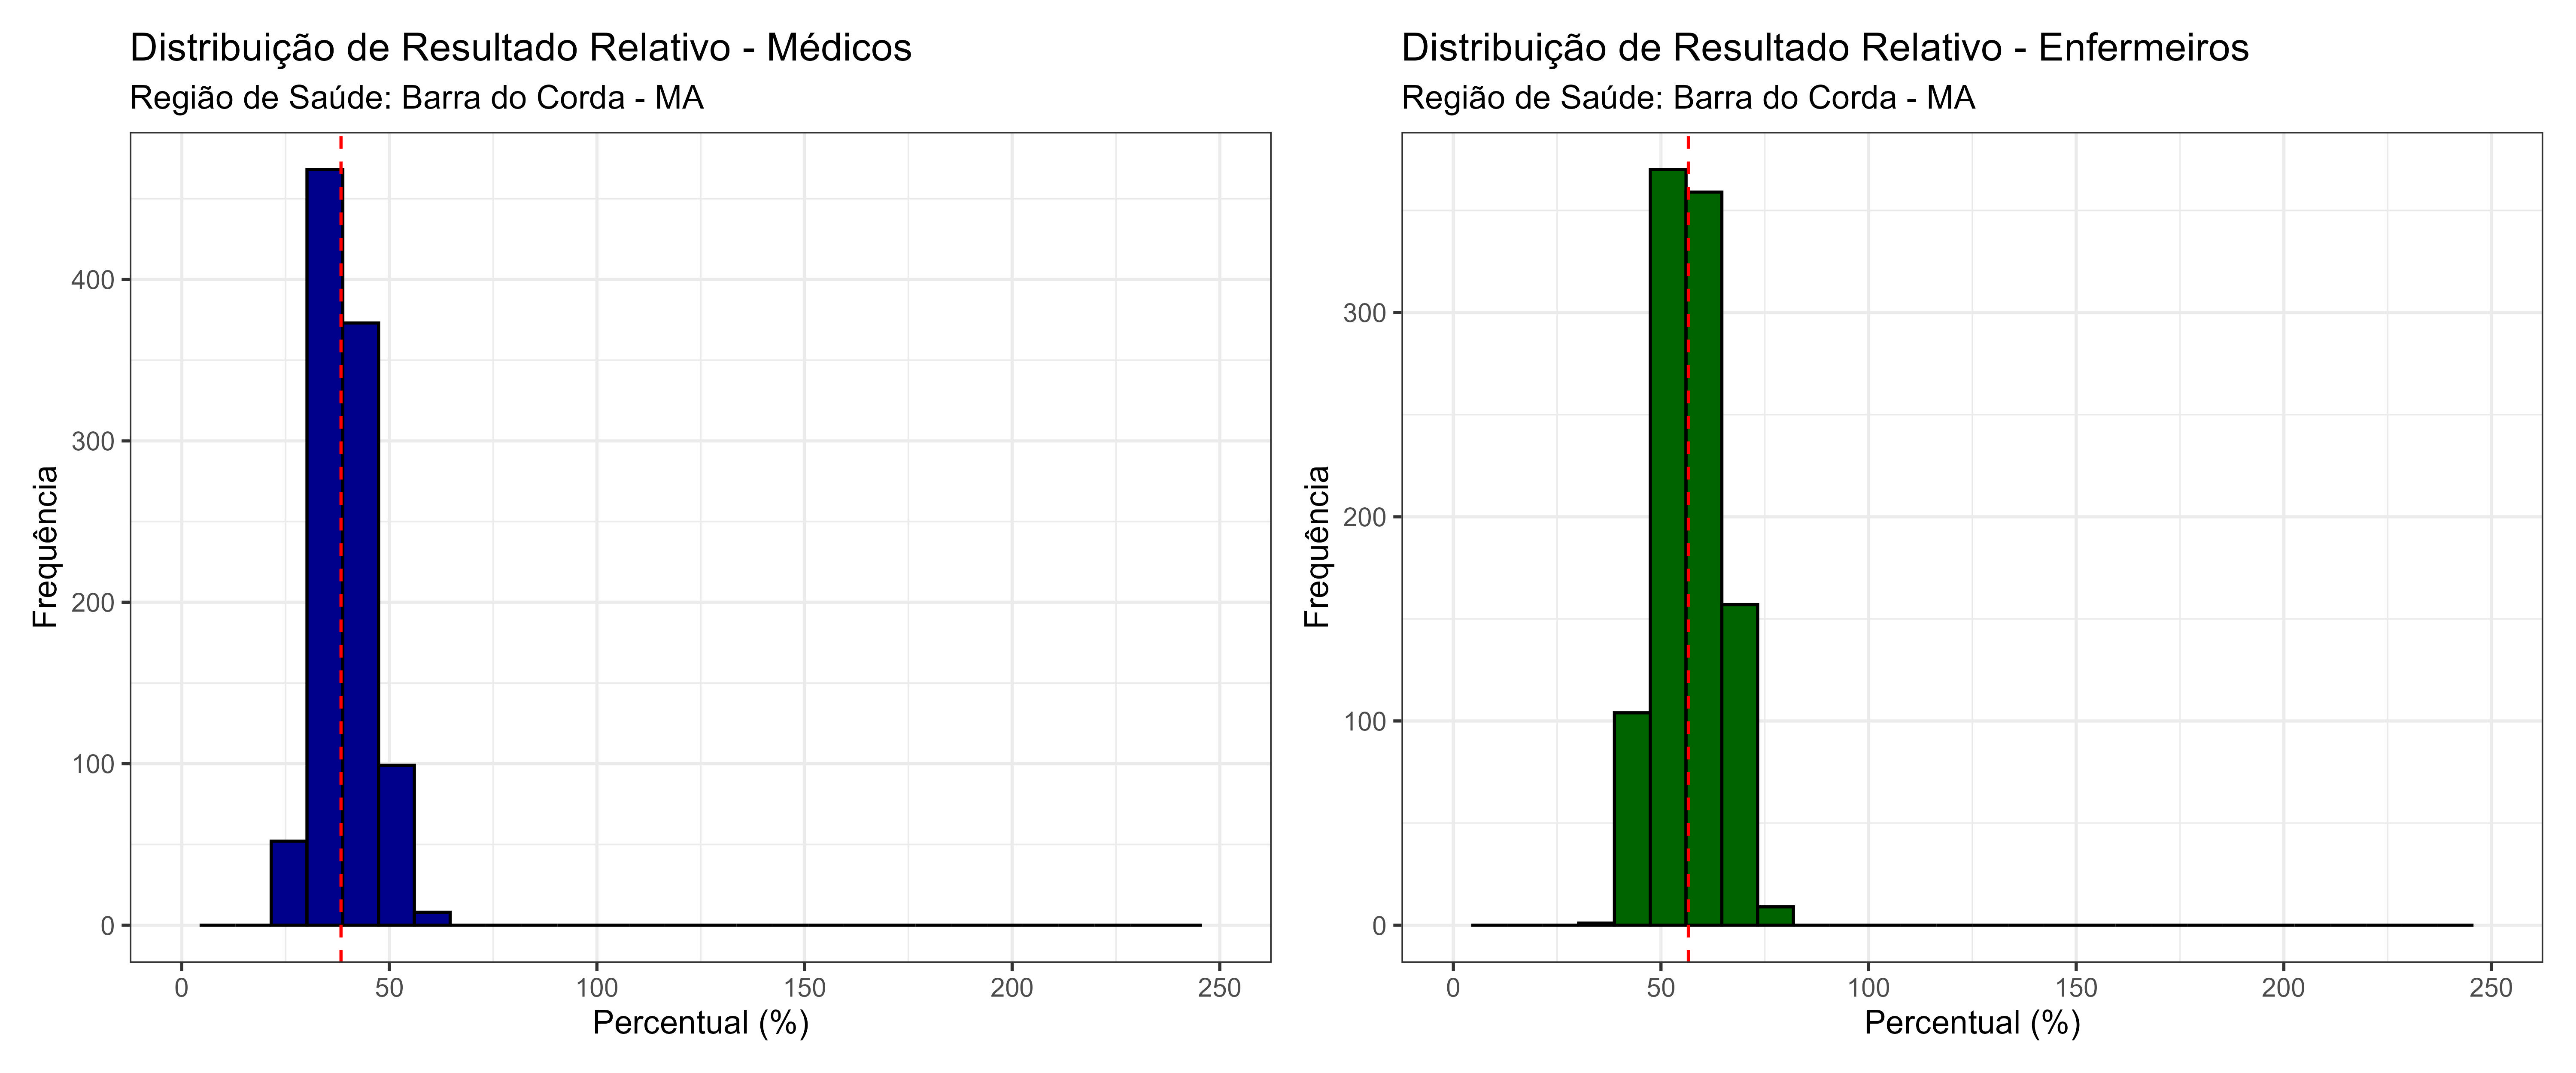 Distribuição de Resultado Relativo - Médicos
Região de Saúde: Barra do Corda - MA
Frequência
400
300
200
100
0
0 50 100 150 200 250
Percentual (%)
Distribuição de Resultado Relativo - Enfermeiros
Região de Saúde: Barra do Corda - MA
Frequência
300
200
100
0
0 50 100 150 200 250
Percentual (%)